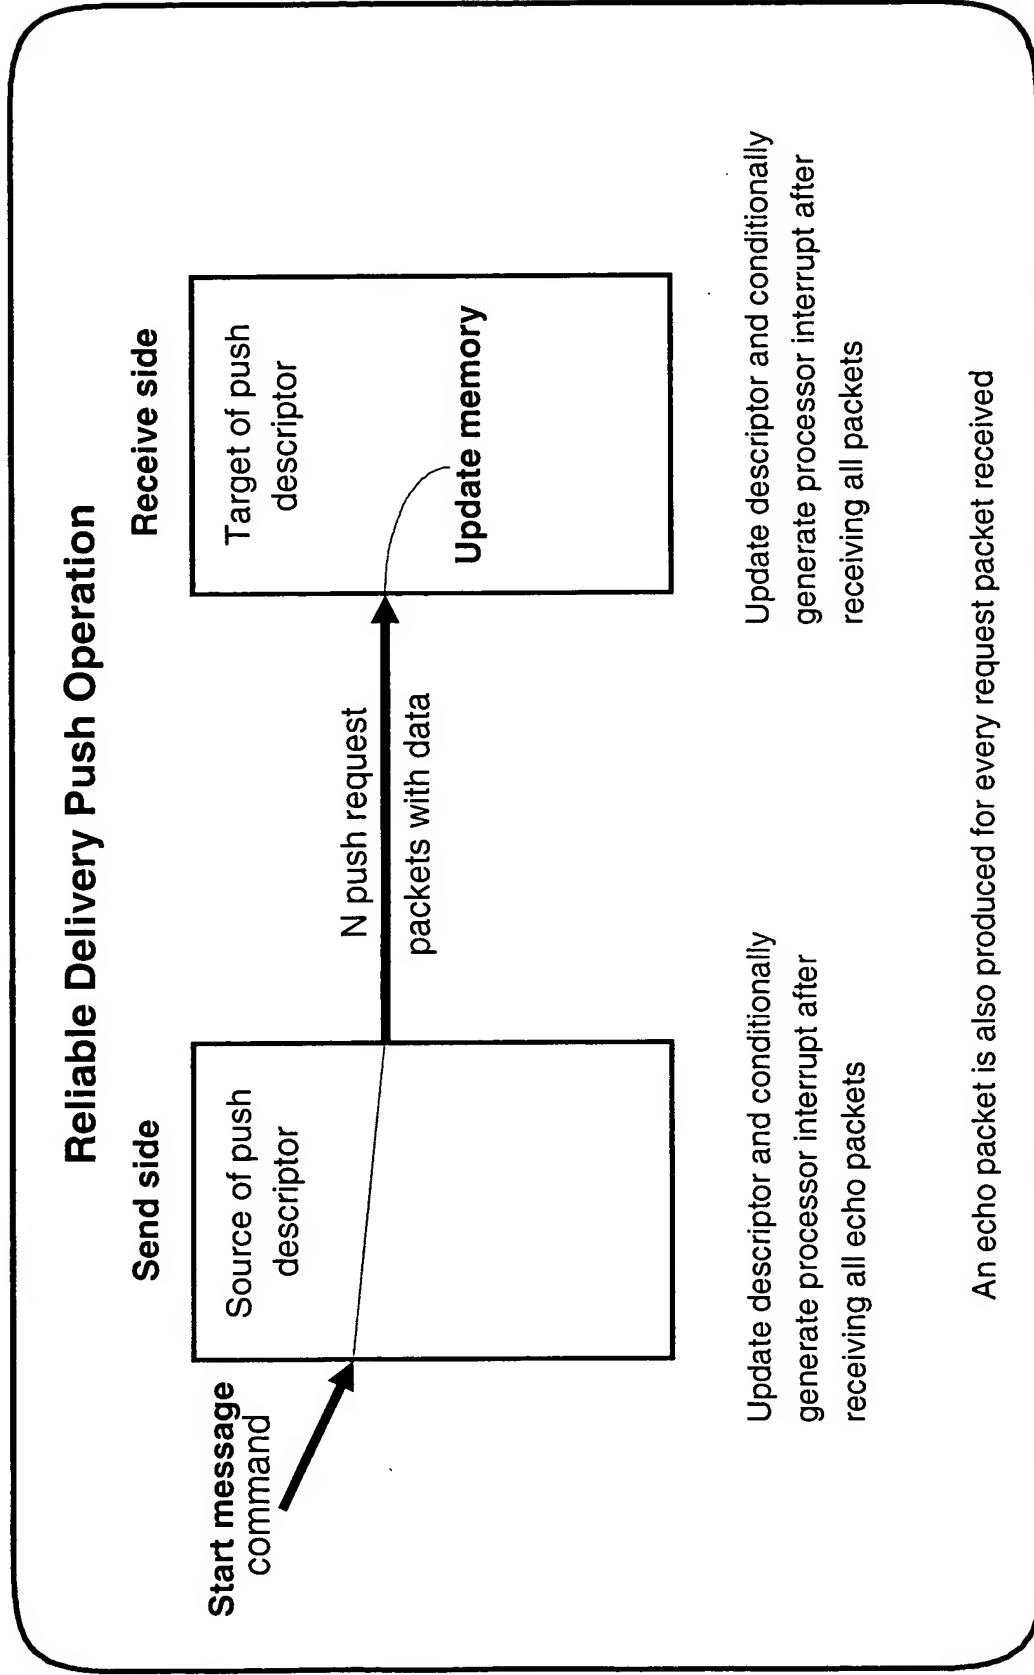 Reliable Delivery Push Operation
Send side
Receive side
Start message
command
Source of push
descriptor
N push request
packets with data
Target of push
descriptor
Update memory
Update descriptor and conditionally
generate processor interrupt after
receiving all echo packets
Update descriptor and conditionally
generate processor interrupt after
receiving all packets
An echo packet is also produced for every request packet received